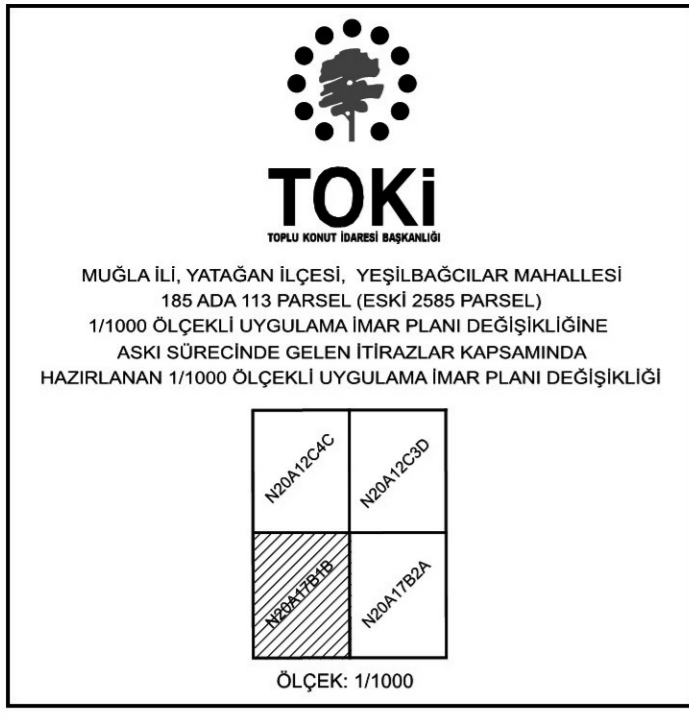 TOKİ
TOPLU KONUT İDARESİ BAŞKANLIĞI
MUĞLA İLİ, YATAĞAN İLÇESİ, YEŞİLBAĞCILAR MAHALLESİ
185 ADA 113 PARSEL (ESKİ 2585 PARSEL)
1/1000 ÖLÇEKLİ UYGULAMA İMAR PLANI DEĞİŞİKLİĞİNE
ASKI SÜRECİNDE GELEN İTİRAZLAR KAPSAMINDA
HAZIRLANAN 1/1000 ÖLÇEKLİ UYGULAMA İMAR PLANI DEĞİŞİKLİĞİ
N20A12C4C
N20A12C3D
N20A17B1B
N20A17B2A
ÖLÇEK: 1/1000